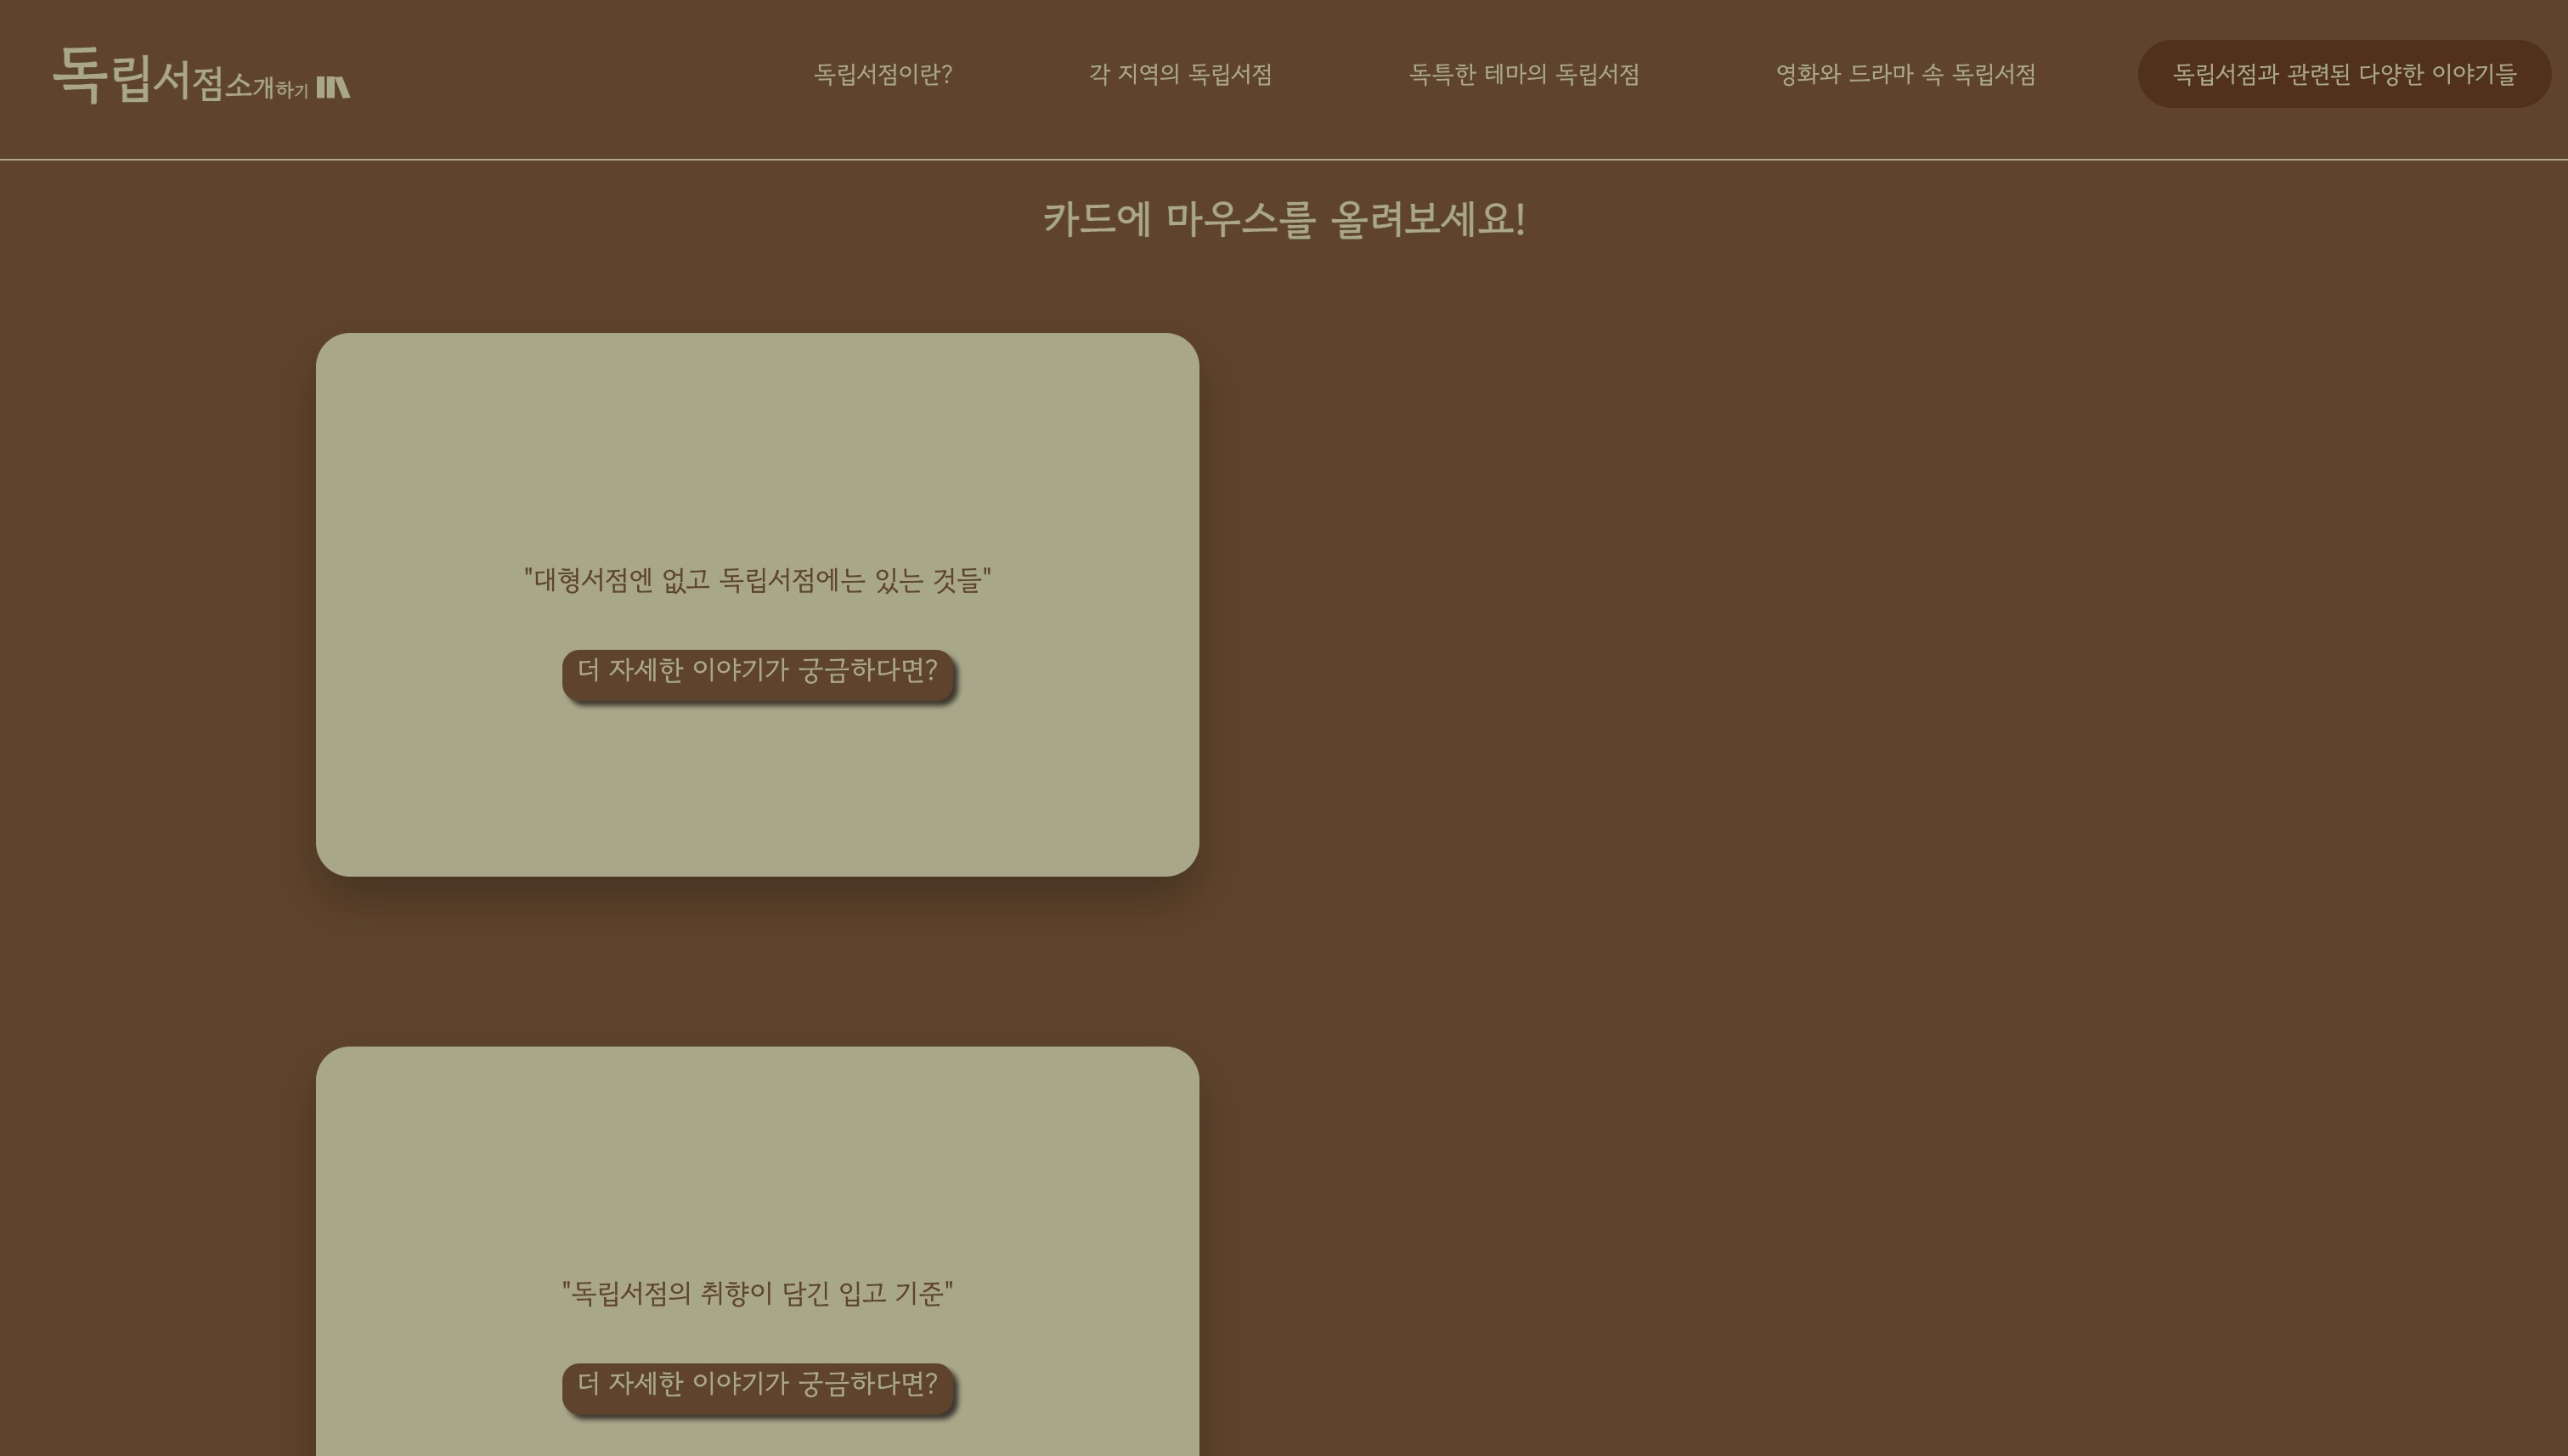 독립서점소개하기
독립서점이란?
각 지역의 독립서점
독특한 테마의 독립서점
영화와 드라마 속 독립서점
독립서점과 관련된 다양한 이야기들
카드에 마우스를 올려보세요!
"대형서점엔 없고 독립서점에는 있는 것들"
더 자세한 이야기가 궁금하다면?
"독립서점의 취향이 담긴 입고 기준"
더 자세한 이야기가 궁금하다면?